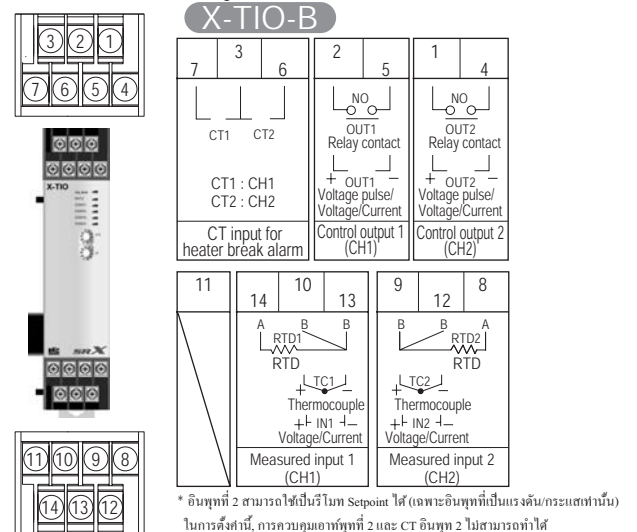 X-TIO-B
3 2 1
7 6 5 4
7 3 6
2 5
1 4
CT1 CT2
CT1 : CH1
CT2 : CH2
CT input for
heater break alarm
NO
OUT1
Relay contact
+ OUT1 −
Voltage pulse/
Voltage/Current
Control output 1
(CH1)
NO
OUT2
Relay contact
+ OUT2 −
Voltage pulse/
Voltage/Current
Control output 2
(CH2)
X-TIO
SRX
11
14 10 13
9 12 8
A B B
RTD1
RTD
+ TC1 −
Thermocouple
+ IN1 −
Voltage/Current
Measured input 1
(CH1)
B B A
RTD2
RTD
+ TC2 −
Thermocouple
+ IN2 −
Voltage/Current
Measured input 2
(CH2)
11 10 9 8
14 13 12
* อินพุทที่ 2 สามารถใช้เป็นรีโมท Setpoint ได้ (เฉพาะอินพุทที่เป็นแรงดัน/กระแสเท่านั้น)
ในการตั้งค่านี้, การควบคุมเอาท์พุทที่ 2 และ CT อินพุท 2 ไม่สามารถทำได้